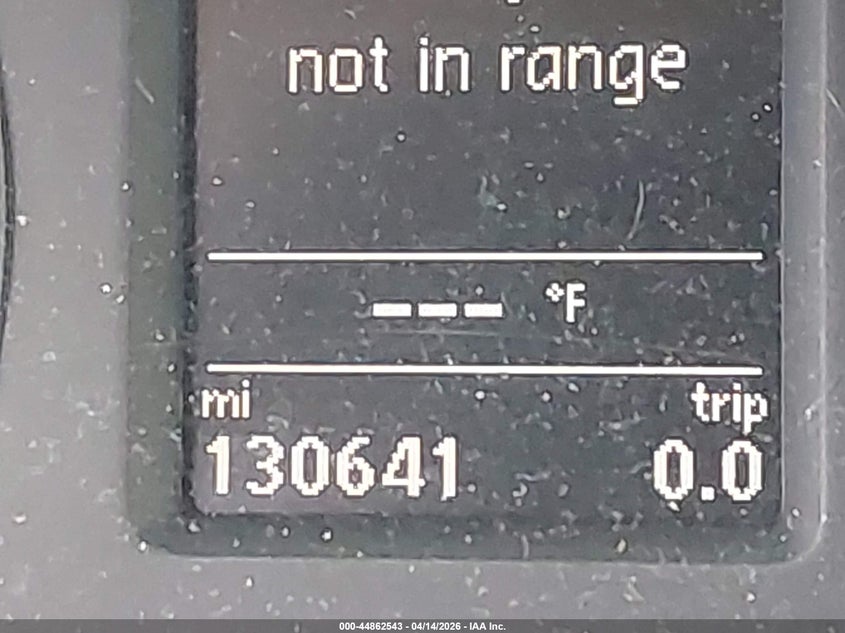 not in range
--- °F
mi trip
130641 0.0
000-44862543 - 04/14/2026 - IAA Inc.